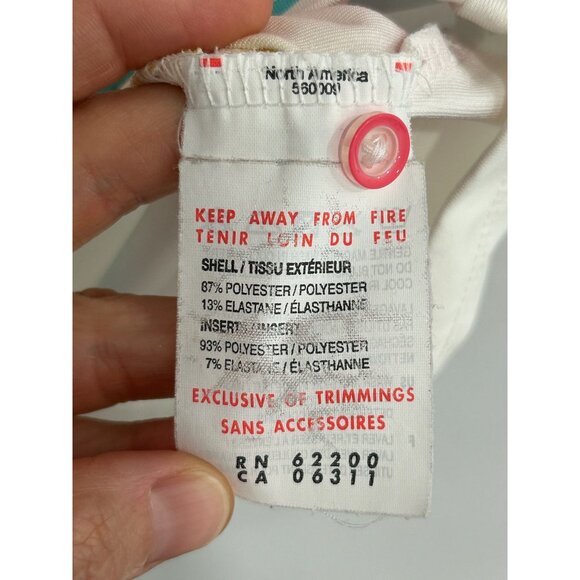 North America
560009
KEEP AWAY FROM FIRE
TENIR LOIN DU FEU
SHELL / TISSU EXTÉRIEUR
87% POLYESTER / POLYESTER
13% ELASTANE / ÉLASTHANNE
INSERT / INSERT
93% POLYESTER / POLYESTER
7% ELASTANE / ÉLASTHANNE
EXCLUSIVE OF TRIMMINGS
SANS ACCESSOIRES
RN 62200
CA 06311